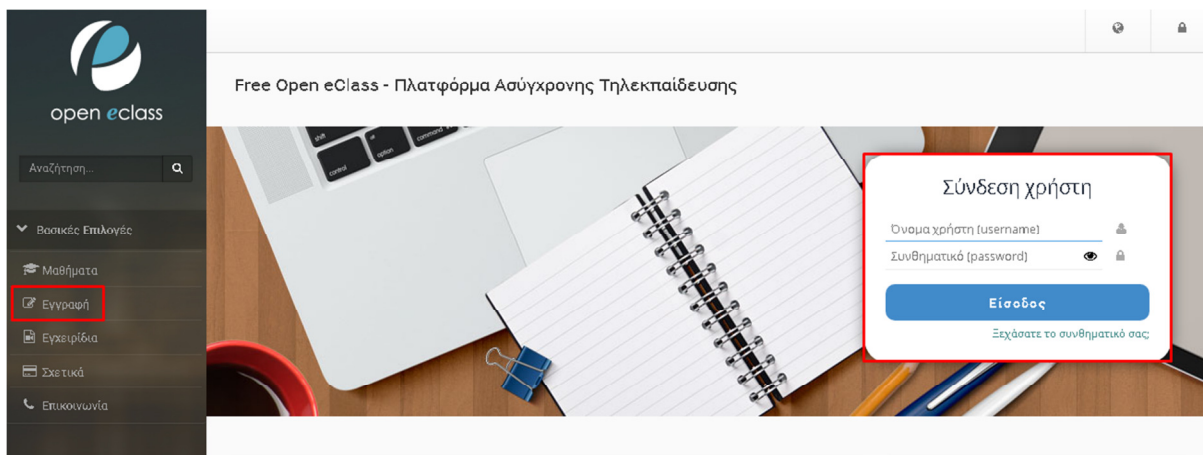 open eclass
Αναζήτηση...
Βασικές Επιλογές
Μαθήματα
Εγγραφή
Εγχειρίδια
Σχετικά
Επικοινωνία
Free Open eClass - Πλατφόρμα Ασύγχρονης Τηλεκπαίδευσης
shift
alt
control
option
command
Σύνδεση χρήστη
Όνομα χρήστη (username)
Συνθηματικό (password)
Είσοδος
Ξεχάσατε το συνθηματικό σας;